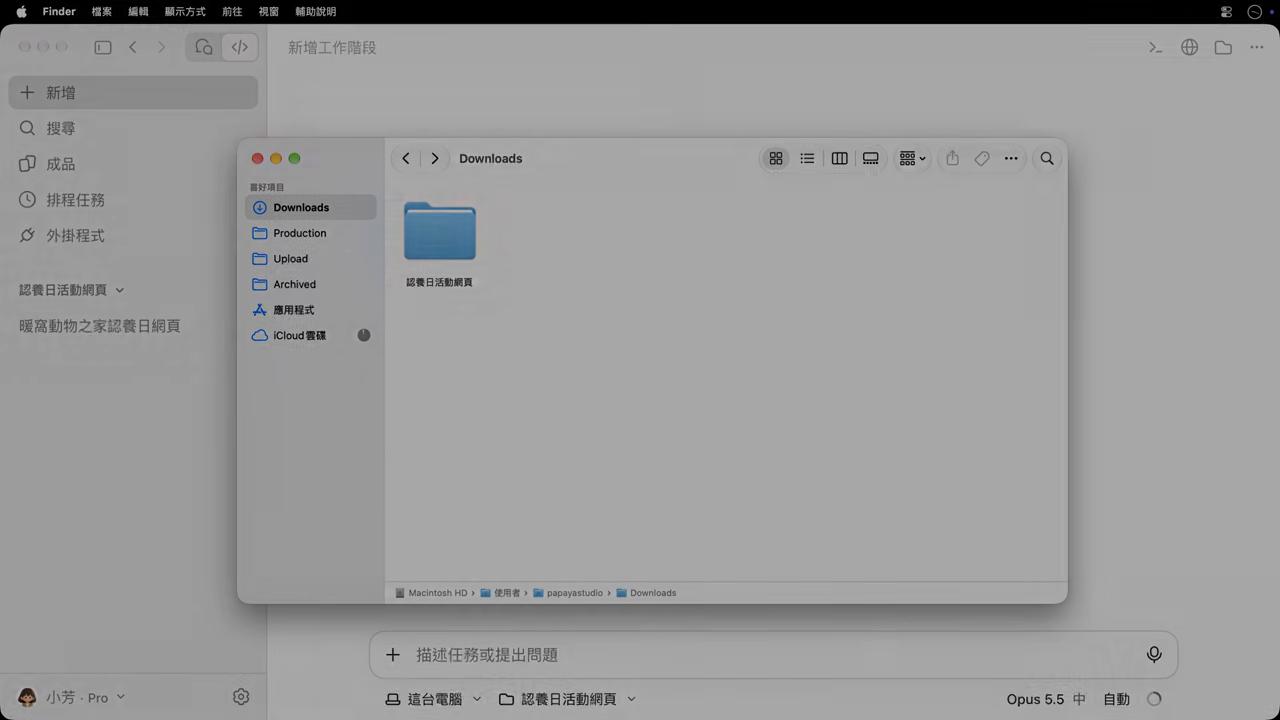 Finder 檔案 編輯 顯示方式 前往 視窗 輔助說明
新增工作階段
新增
搜尋
成品
排程任務
外掛程式
認養日活動網頁
暖窩動物之家認養日網頁
小芳 · Pro
Downloads
喜好項目
Downloads
Production
Upload
Archived
應用程式
iCloud雲碟
認養日活動網頁
Macintosh HD › 使用者 › papayastudio › Downloads
描述任務或提出問題
這台電腦 認養日活動網頁 Opus 5.5 中 自動